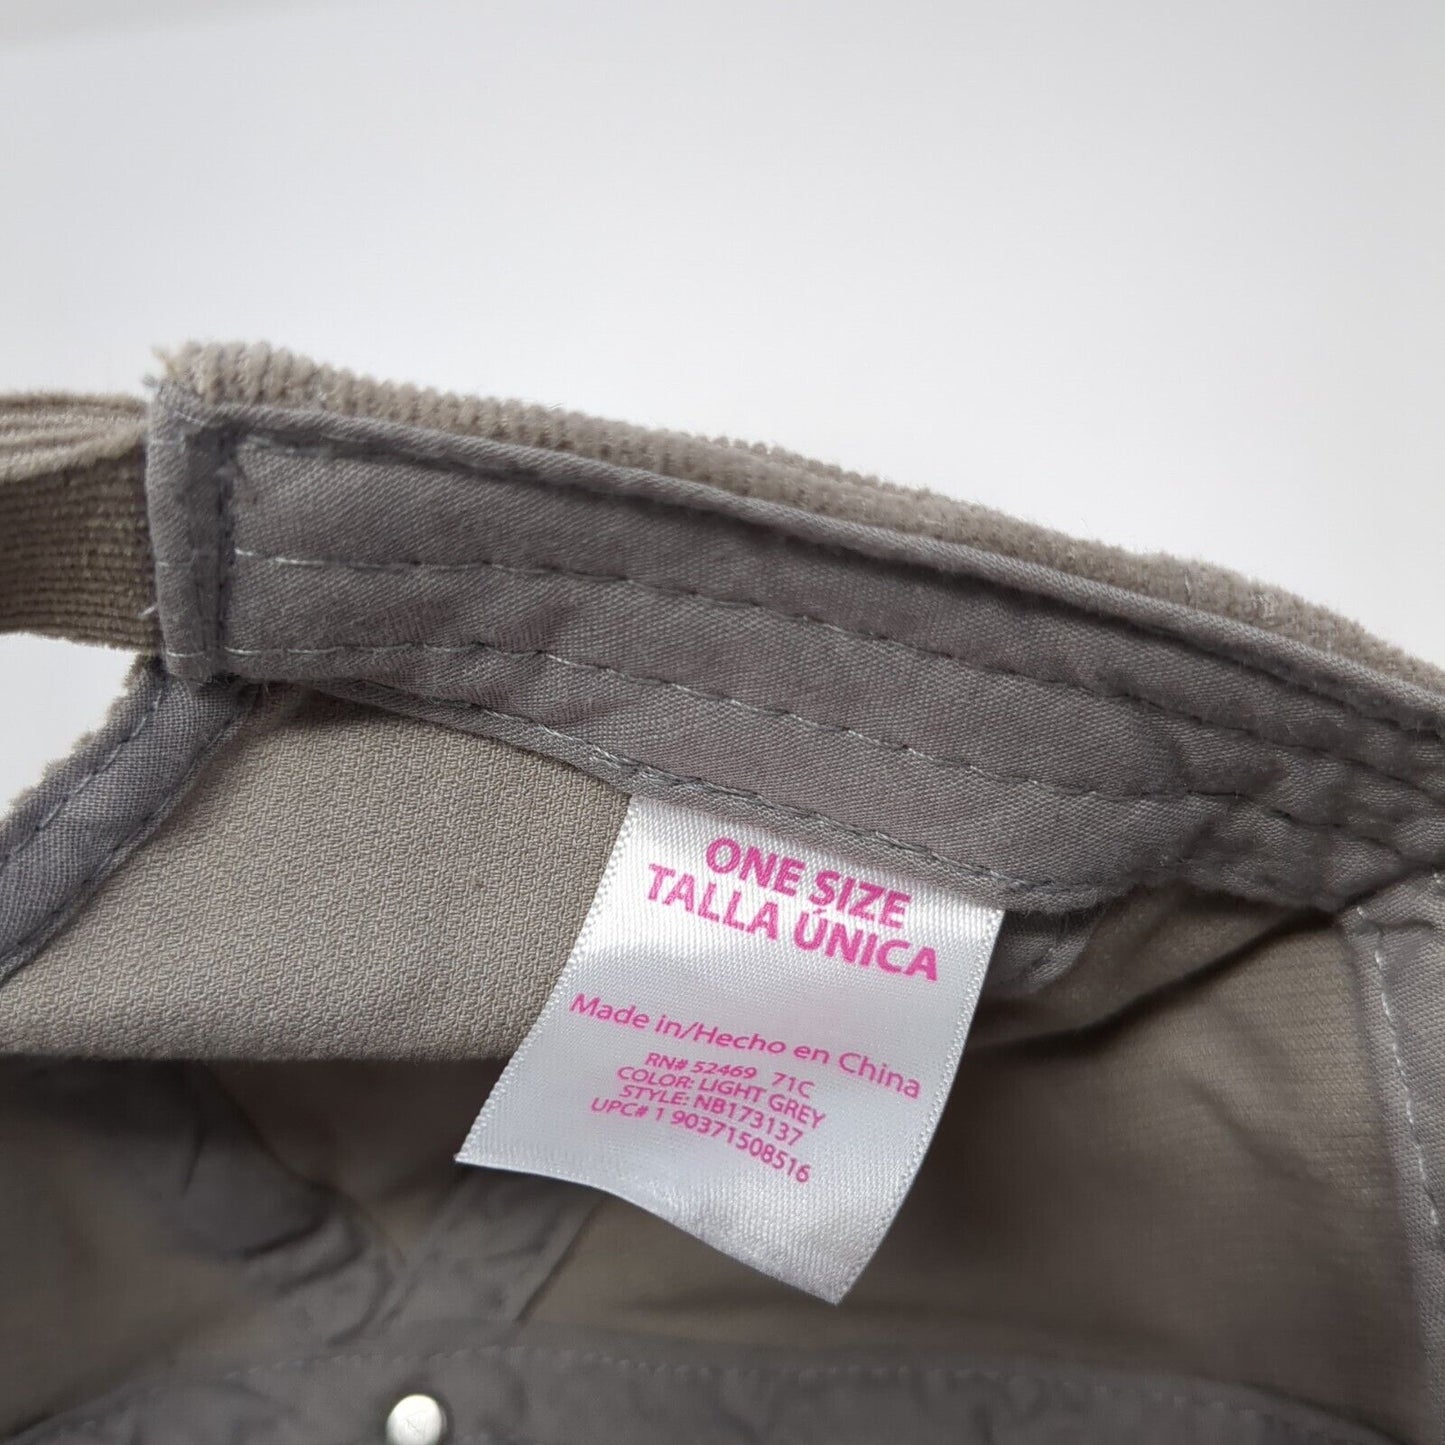 ONE SIZE
TALLA ÚNICA
Made in/Hecho en China
RN# 52469 71C
COLOR: LIGHT GREY
STYLE: NB173137
UPC# 1 90371508516